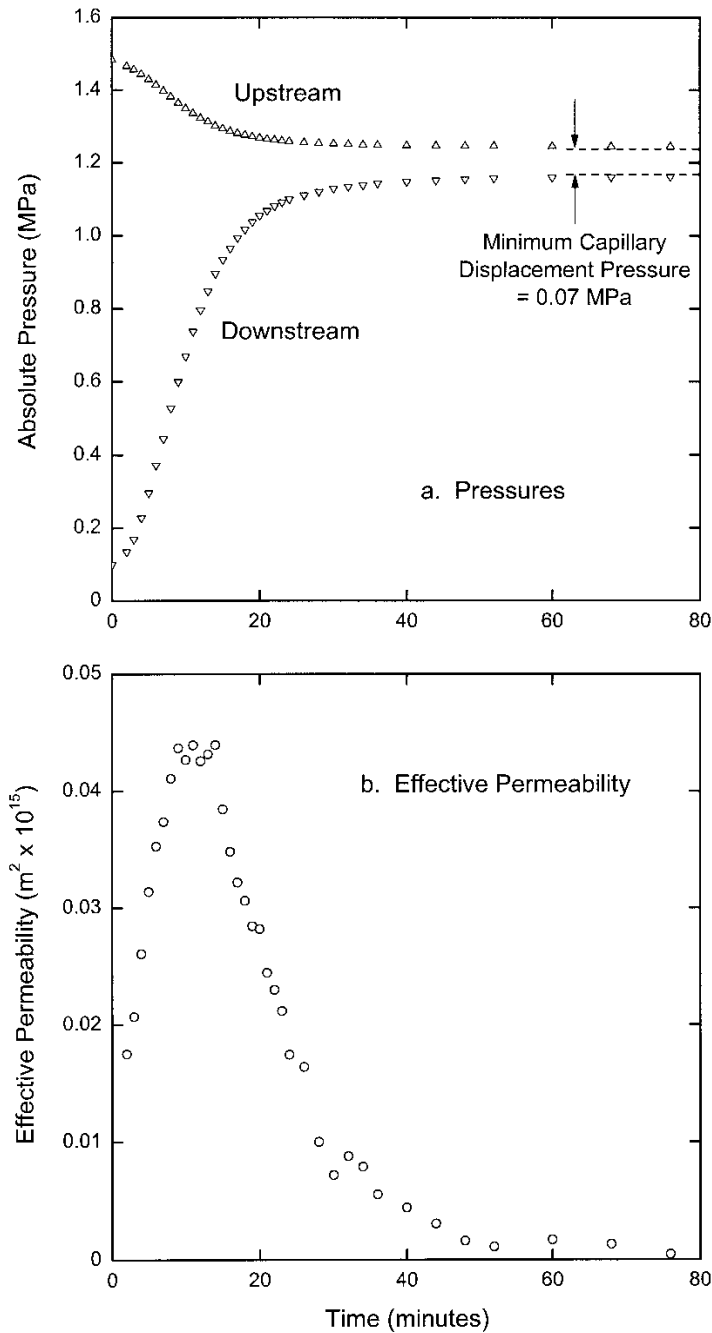 1.6
1.4
1.2
1.0
0.8
0.6
0.4
0.2
0
Absolute Pressure (MPa)
Upstream
Downstream
Minimum Capillary
Displacement Pressure
= 0.07 MPa
a. Pressures
0 20 40 60 80
0.05
0.04
0.03
0.02
0.01
0
Effective Permeability (m² x 10¹⁵)
b. Effective Permeability
0 20 40 60 80
Time (minutes)